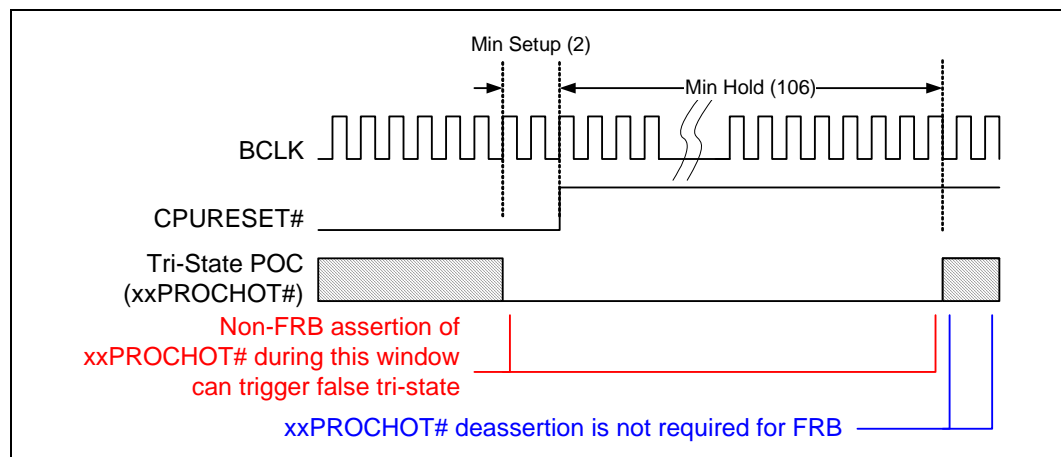 Min Setup (2)
Min Hold (106)
BCLK
CPURESET#
Tri-State POC
(xxPROCHOT#)
Non-FRB assertion of
xxPROCHOT# during this window
can trigger false tri-state
xxPROCHOT# deassertion is not required for FRB